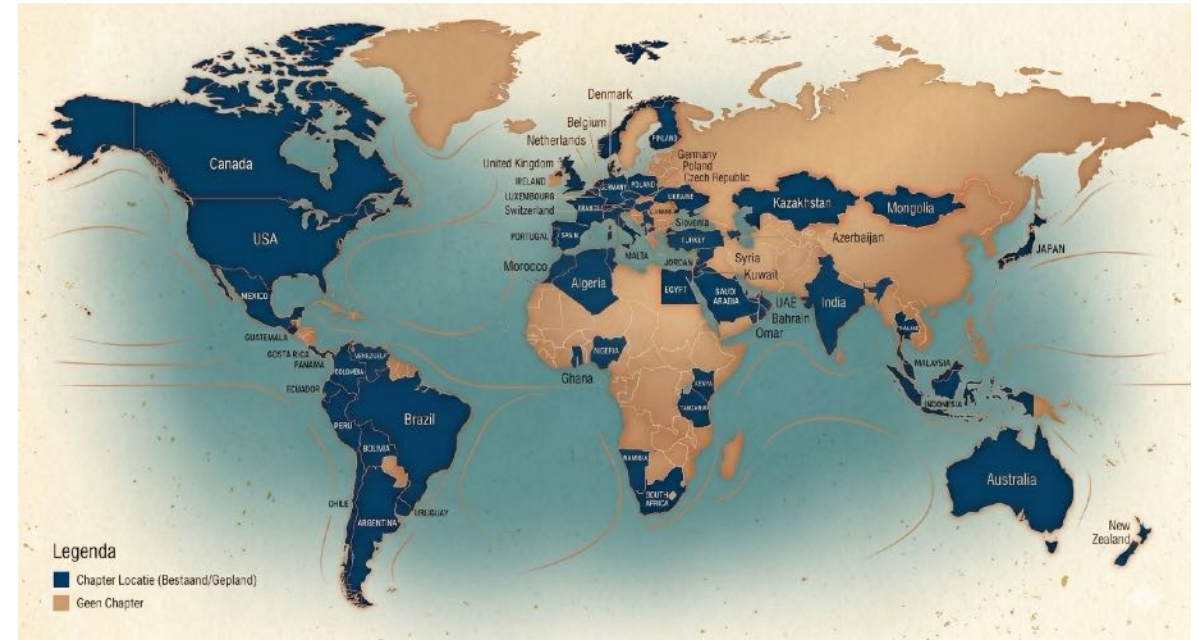 Denmark
Belgium
Netherlands
FINLAND
United Kingdom
Germany
Poland
Czech Republic
IRELAND
LUXEMBOURG
GERMANY
POLAND
UKRAINE
Switzerland
Slovenia
PORTUGAL
SPAIN
TURKEY
MALTA
JORDAN
Canada
USA
MEXICO
GUATEMALA
COSTA RICA
PANAMA
VENEZUELA
COLOMBIA
ECUADOR
PERU
Brazil
BOLIVIA
CHILE
ARGENTINA
URUGUAY
Morocco
Algeria
EGYPT
SAUDI
ARABIA
Syria
Kuwait
UAE
Bahrain
Omar
Kazakhstan
Mongolia
Azerbaijan
JAPAN
India
THAILAND
MALAYSIA
INDONESIA
NIGERIA
Ghana
KENYA
TANZANIA
NAMIBIA
SOUTH
AFRICA
Australia
New
Zealand
Legenda
Chapter Locatie (Bestaand/Gepland)
Geen Chapter